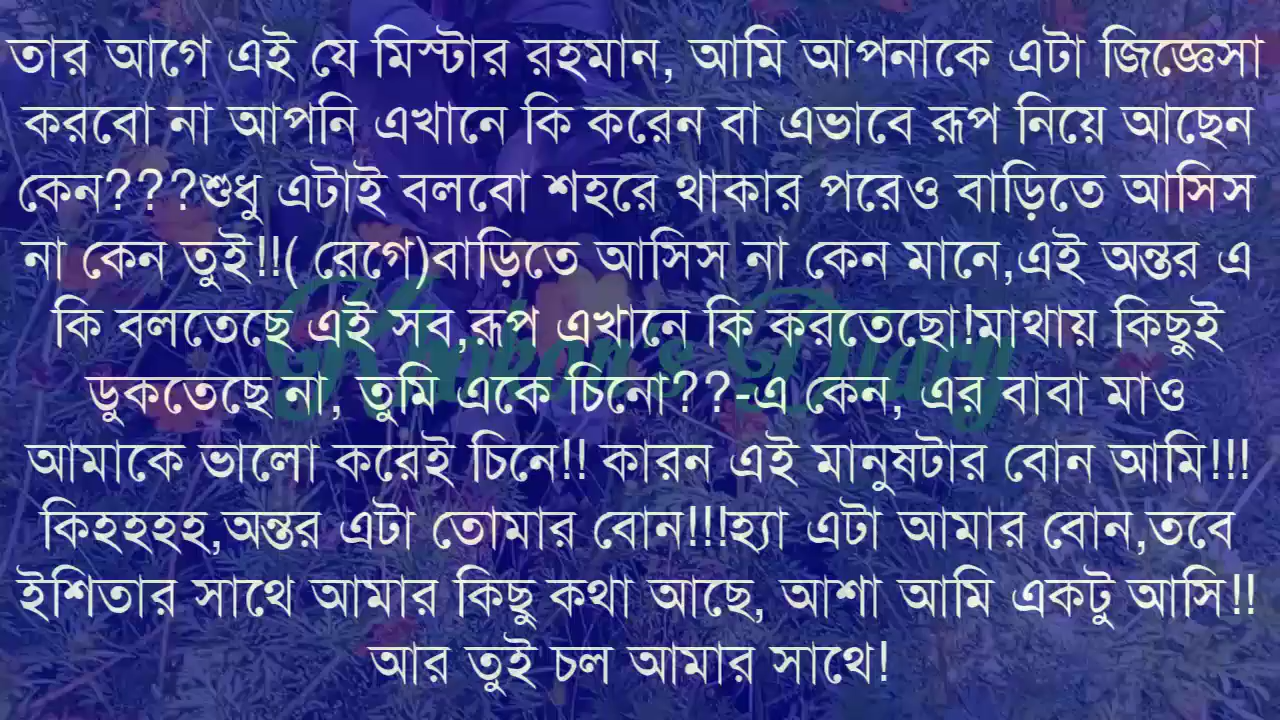 তার আগে এই যে মিস্টার রহমান, আমি আপনাকে এটা জিজ্ঞেসা
করবো না আপনি এখানে কি করেন বা এভাবে রূপ নিয়ে আছেন
কেন???শুধু এটাই বলবো শহরে থাকার পরেও বাড়িতে আসিস
না কেন তুই!!( রেগে)বাড়িতে আসিস না কেন মানে,এই অন্তর এ
কি বলতেছে এই সব,রূপ এখানে কি করতেছো!মাথায় কিছুই
ডুকতেছে না, তুমি একে চিনো??-এ কেন, এর বাবা মাও
আমাকে ভালো করেই চিনে!! কারন এই মানুষটার বোন আমি!!!
কিহহহহ,অন্তর এটা তোমার বোন!!!হ্যা এটা আমার বোন,তবে
ইশিতার সাথে আমার কিছু কথা আছে, আশা আমি একটু আসি!!
আর তুই চল আমার সাথে!